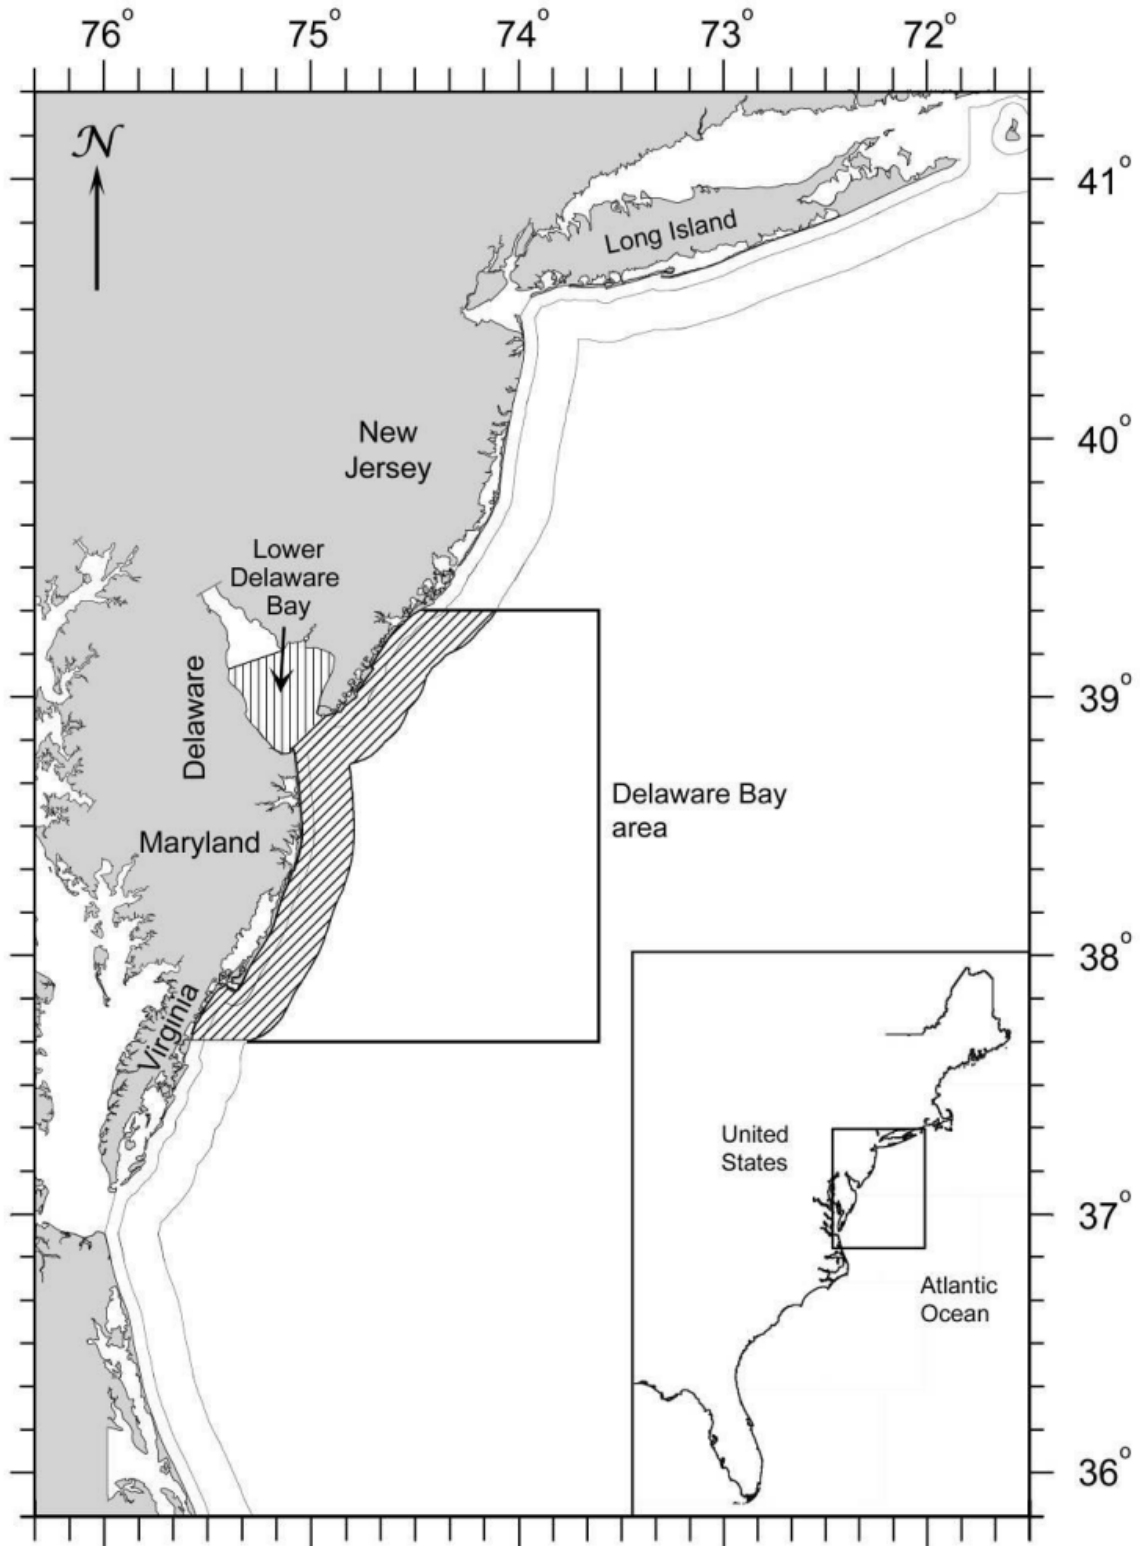 76° 75° 74° 73° 72°
N
41°
Long Island
New
Jersey
40°
Lower
Delaware
Bay
Delaware
39°
Delaware Bay
area
Maryland
38°
Virginia
United
States
37°
Atlantic
Ocean
36°